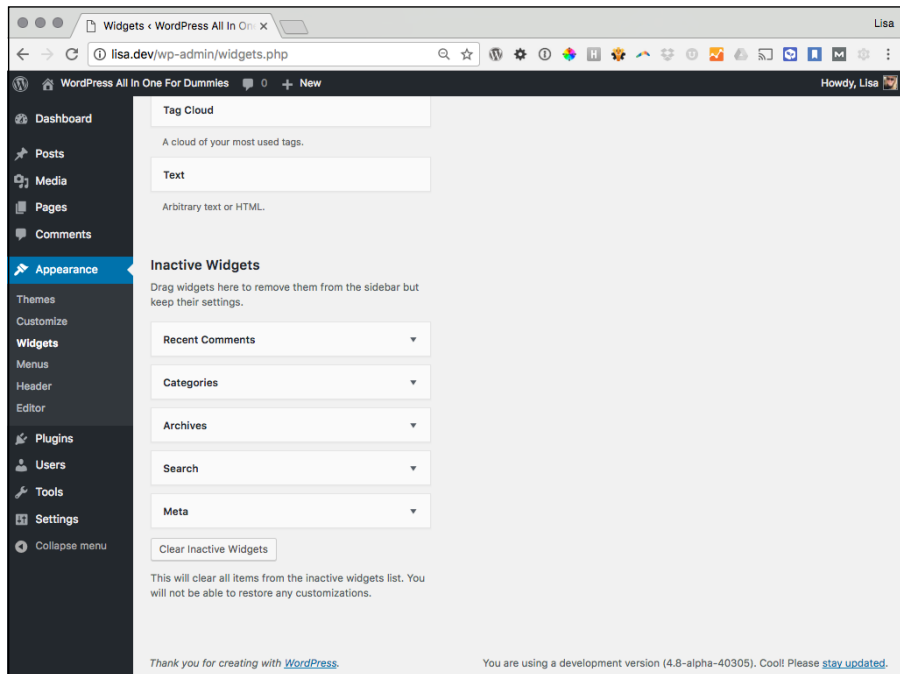 Widgets ‹ WordPress All In On
Lisa
lisa.dev/wp-admin/widgets.php
WordPress All In One For Dummies 0 + New
Howdy, Lisa
Dashboard
Posts
Media
Pages
Comments
Appearance
Themes
Customize
Widgets
Menus
Header
Editor
Plugins
Users
Tools
Settings
Collapse menu
Tag Cloud
A cloud of your most used tags.
Text
Arbitrary text or HTML.
Inactive Widgets
Drag widgets here to remove them from the sidebar but
keep their settings.
Recent Comments
Categories
Archives
Search
Meta
Clear Inactive Widgets
This will clear all items from the inactive widgets list. You
will not be able to restore any customizations.
Thank you for creating with WordPress.
You are using a development version (4.8-alpha-40305). Cool! Please stay updated.